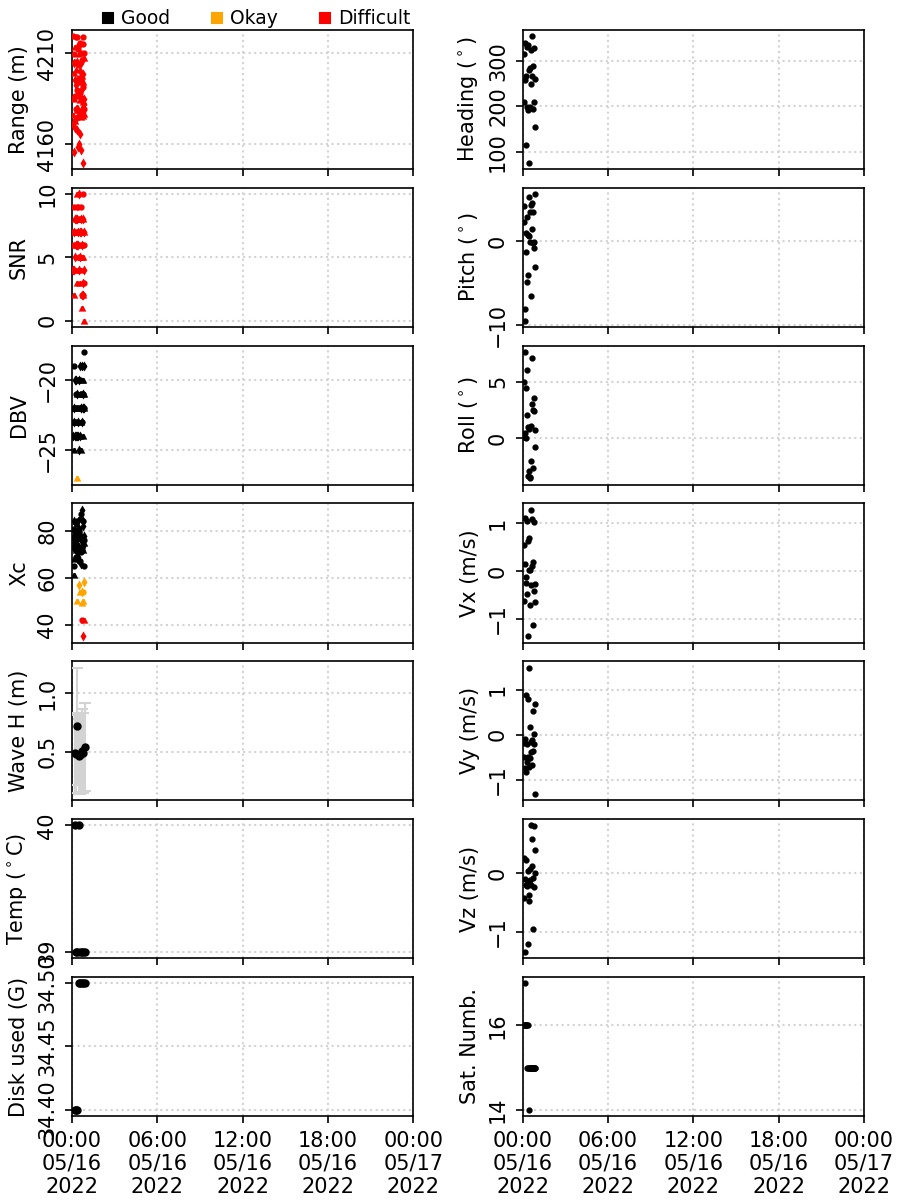 Good Okay Difficult
Range (m)
4210
4160
Heading (°)
300
200
100
SNR
10
5
0
Pitch (°)
0
−10
DBV
−20
−25
Roll (°)
5
0
Xc
80
60
40
Vx (m/s)
1
0
−1
Wave H (m)
1.0
0.5
Vy (m/s)
1
0
−1
Temp (°C)
40
39
Vz (m/s)
0
−1
Disk used (G)
34.50
34.45
34.40
Sat. Numb.
16
14
00:00 06:00 12:00 18:00 00:00
05/16 05/16 05/16 05/16 05/17
2022 2022 2022 2022 2022
00:00 06:00 12:00 18:00 00:00
05/16 05/16 05/16 05/16 05/17
2022 2022 2022 2022 2022